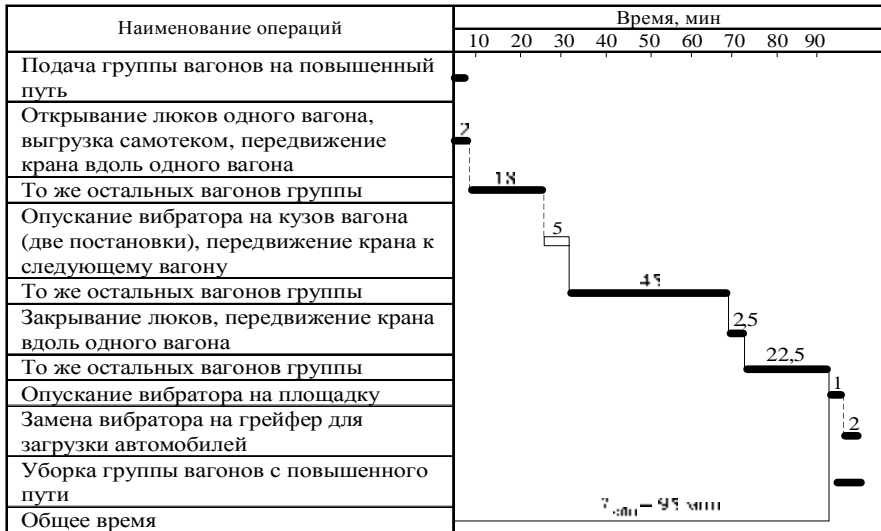 Наименование операций
Время, мин
10 20 30 40 50 60 70 80 90
Подача группы вагонов на повышенный
путь
Открывание люков одного вагона,
выгрузка самотеком, передвижение
крана вдоль одного вагона
2
То же остальных вагонов группы
18
Опускание вибратора на кузов вагона
(две постановки), передвижение крана к
следующему вагону
5
То же остальных вагонов группы
45
Закрывание люков, передвижение крана
вдоль одного вагона
2,5
То же остальных вагонов группы
22,5
Опускание вибратора на площадку
1
Замена вибратора на грейфер для
загрузки автомобилей
2
Уборка группы вагонов с повышенного
пути
Общее время
95 мин